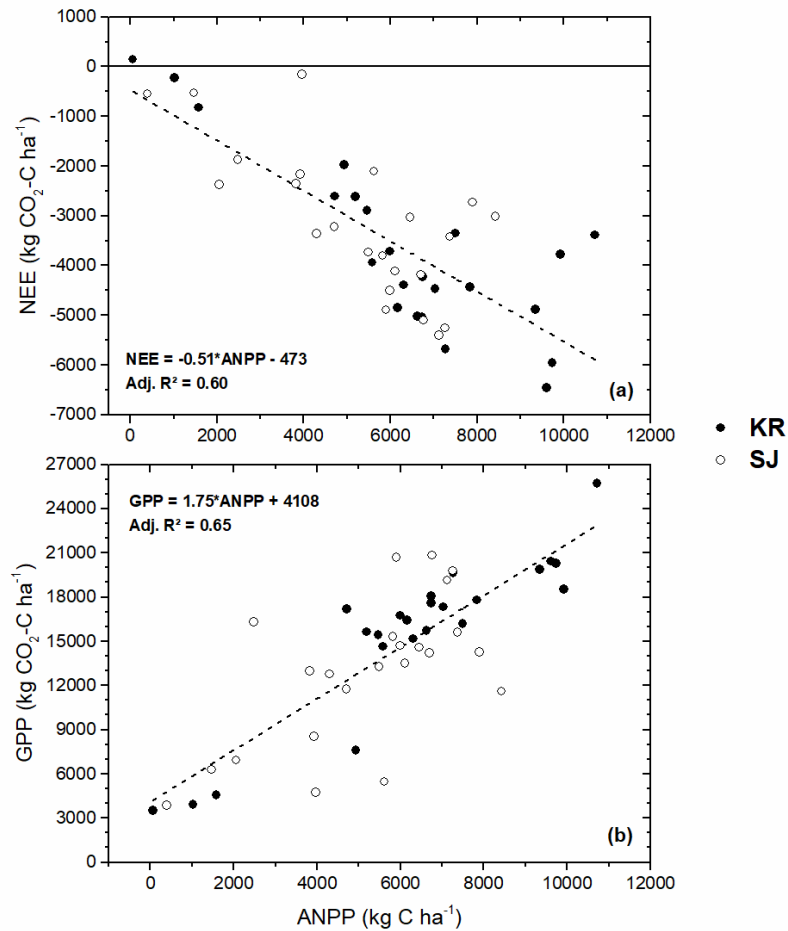 1000
0
-1000
-2000
-3000
-4000
-5000
-6000
-7000
NEE (kg CO₂-C ha⁻¹)
NEE = -0.51*ANPP - 473
Adj. R² = 0.60
(a)
0 2000 4000 6000 8000 10000 12000
KR
SJ
27000
24000
21000
18000
15000
12000
9000
6000
3000
0
GPP (kg CO₂-C ha⁻¹)
GPP = 1.75*ANPP + 4108
Adj. R² = 0.65
(b)
0 2000 4000 6000 8000 10000 12000
ANPP (kg C ha⁻¹)